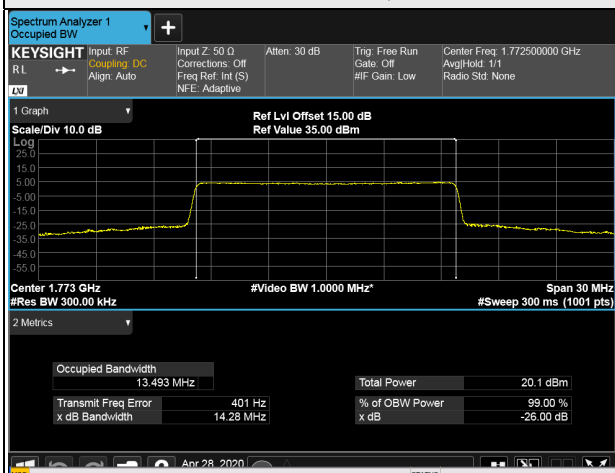 Spectrum Analyzer 1
Occupied BW
KEYSIGHT Input: RF Input Z: 50 Ω Atten: 30 dB Trig: Free Run Center Freq: 1.772500000 GHz
R L Coupling: DC Corrections: Off Gate: Off Avg|Hold: 1/1
Align: Auto Freq Ref: Int (S) #IF Gain: Low Radio Std: None
LXI NFE: Adaptive
1 Graph
Ref Lvl Offset 15.00 dB
Scale/Div 10.0 dB Ref Value 35.00 dBm
Log
25.0
15.0
5.00
-5.00
-15.0
-25.0
-35.0
-45.0
-55.0
Center 1.773 GHz #Video BW 1.0000 MHz* Span 30 MHz
#Res BW 300.00 kHz #Sweep 300 ms (1001 pts)
2 Metrics
Occupied Bandwidth
13.493 MHz Total Power 20.1 dBm
Transmit Freq Error 401 Hz % of OBW Power 99.00 %
x dB Bandwidth 14.28 MHz x dB -26.00 dB
Apr 28, 2020